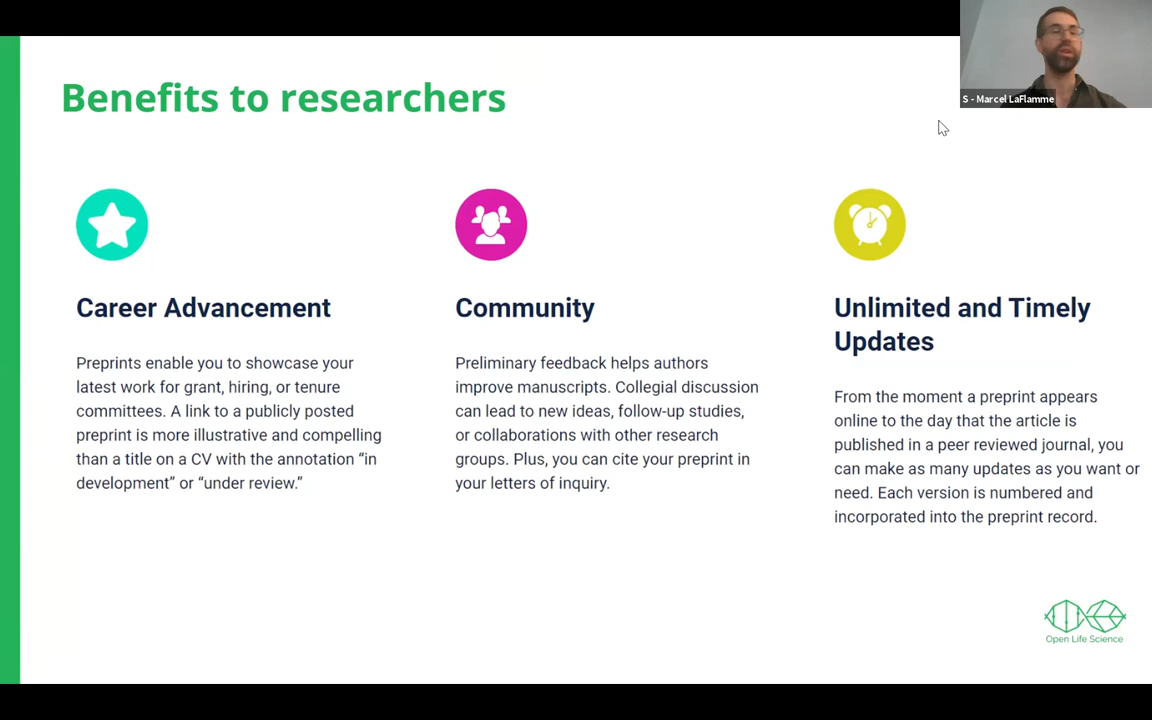 Benefits to researchers
S - Marcel LaFlamme
Career Advancement
Preprints enable you to showcase your
latest work for grant, hiring, or tenure
committees. A link to a publicly posted
preprint is more illustrative and compelling
than a title on a CV with the annotation “in
development” or “under review.”
Community
Preliminary feedback helps authors
improve manuscripts. Collegial discussion
can lead to new ideas, follow-up studies,
or collaborations with other research
groups. Plus, you can cite your preprint in
your letters of inquiry.
Unlimited and Timely
Updates
From the moment a preprint appears
online to the day that the article is
published in a peer reviewed journal, you
can make as many updates as you want or
need. Each version is numbered and
incorporated into the preprint record.
Open Life Science